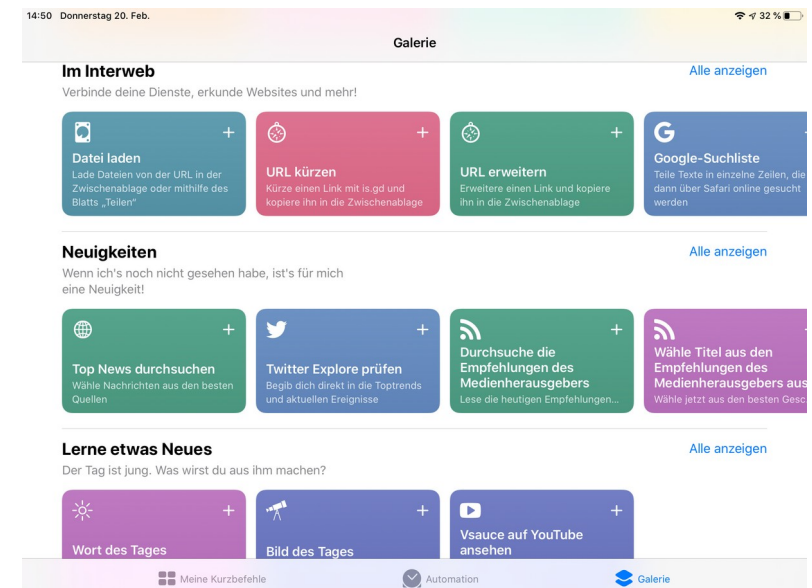 14:50 Donnerstag 20. Feb.
32 %
Galerie
Im Interweb
Alle anzeigen
Verbinde deine Dienste, erkunde Websites und mehr!
Datei laden
Lade Dateien von der URL in der
Zwischenablage oder mithilfe des
Blatts „Teilen“
URL kürzen
Kürze einen Link mit is.gd und
kopiere ihn in die Zwischenablage
URL erweitern
Erweitere einen Link und kopiere
ihn in die Zwischenablage
Google-Suchliste
Teile Texte in einzelne Zeilen, die
dann über Safari online gesucht
werden
Neuigkeiten
Alle anzeigen
Wenn ich's noch nicht gesehen habe, ist's für mich
eine Neuigkeit!
Top News durchsuchen
Wähle Nachrichten aus den besten
Quellen
Twitter Explore prüfen
Begib dich direkt in die Toptrends
und aktuellen Ereignisse
Durchsuche die
Empfehlungen des
Medienherausgebers
Lese die heutigen Empfehlungen...
Wähle Titel aus den
Empfehlungen des
Medienherausgebers aus
Wähle jetzt aus den besten Gesc
Lerne etwas Neues
Alle anzeigen
Der Tag ist jung. Was wirst du aus ihm machen?
Wort des Tages
Bild des Tages
Vsauce auf YouTube
ansehen
Meine Kurzbefehle
Automation
Galerie